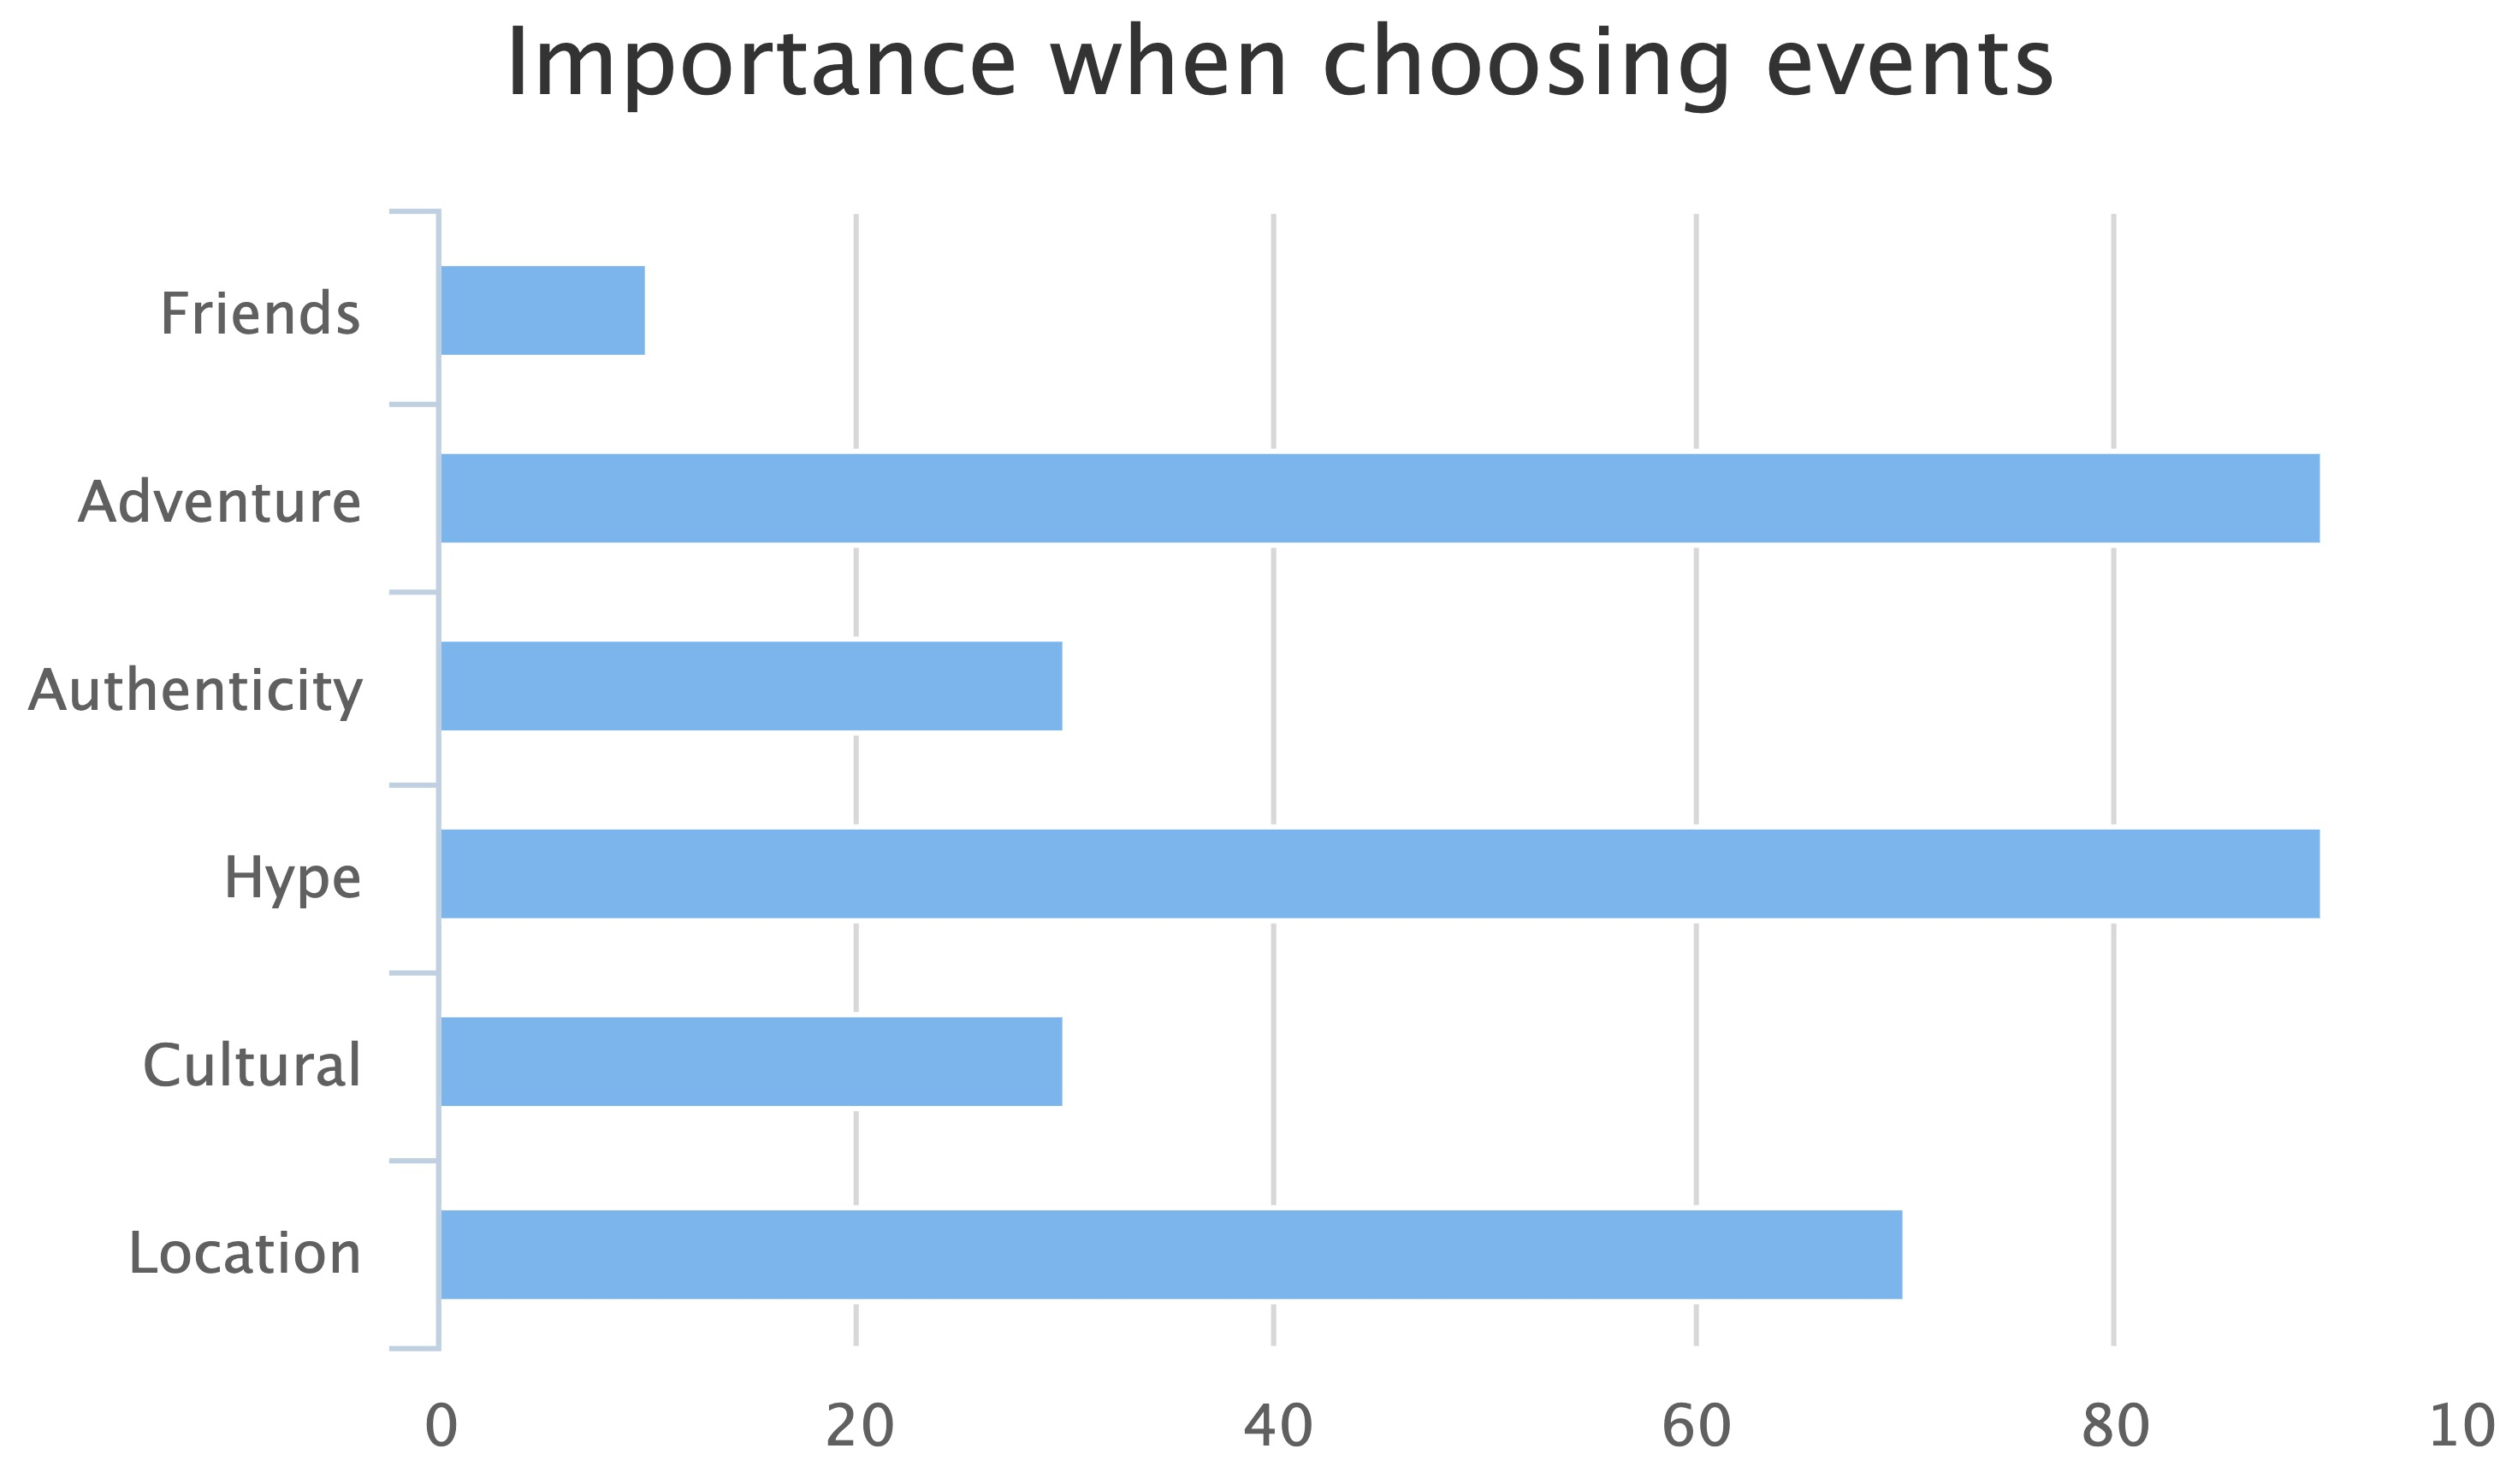 Importance when choosing events
Friends
Adventure
Authenticity
Hype
Cultural
Location
0 20 40 60 80 10